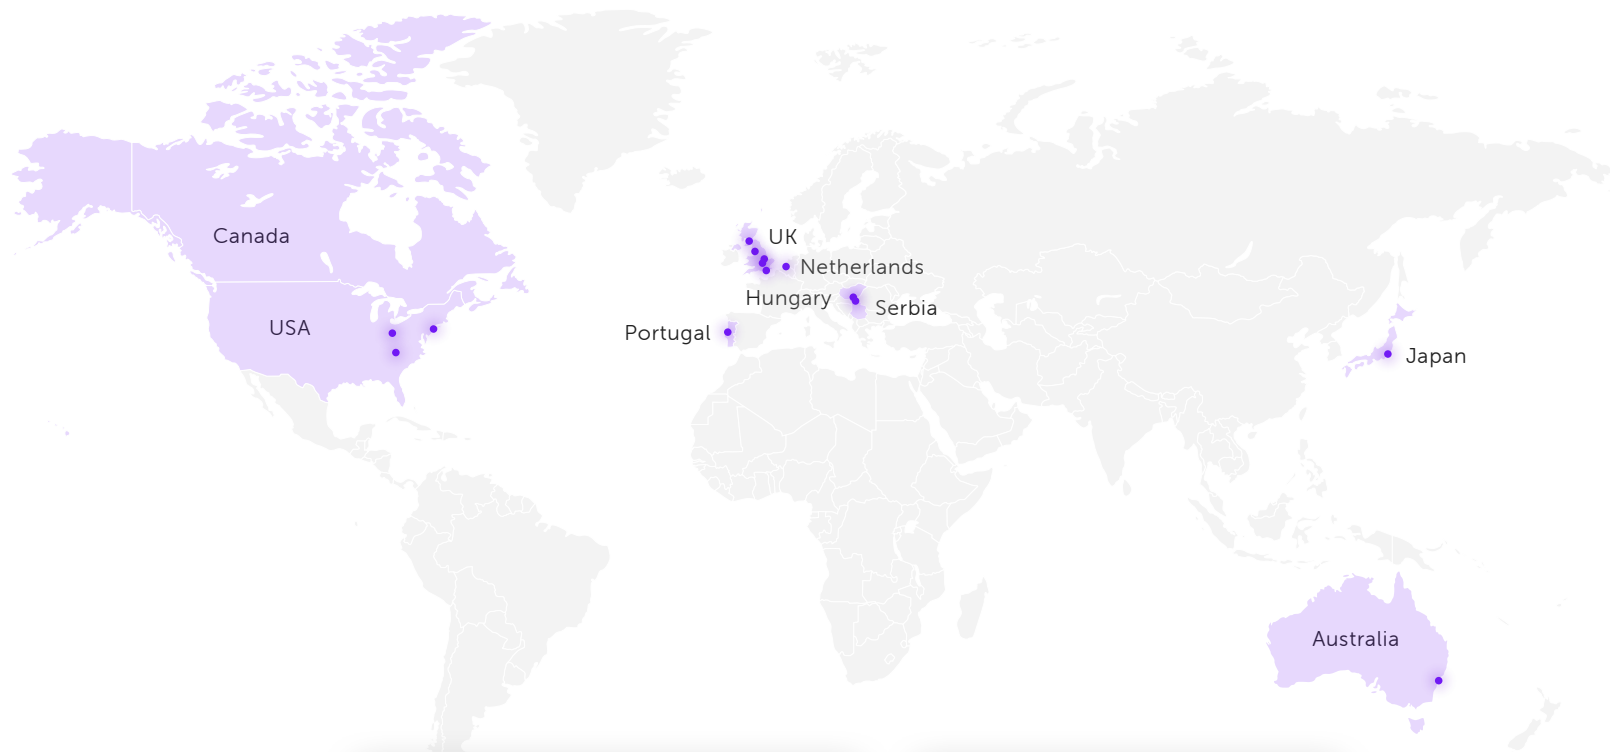 Canada
UK
Netherlands
Hungary
Serbia
USA
Portugal
Japan
Australia